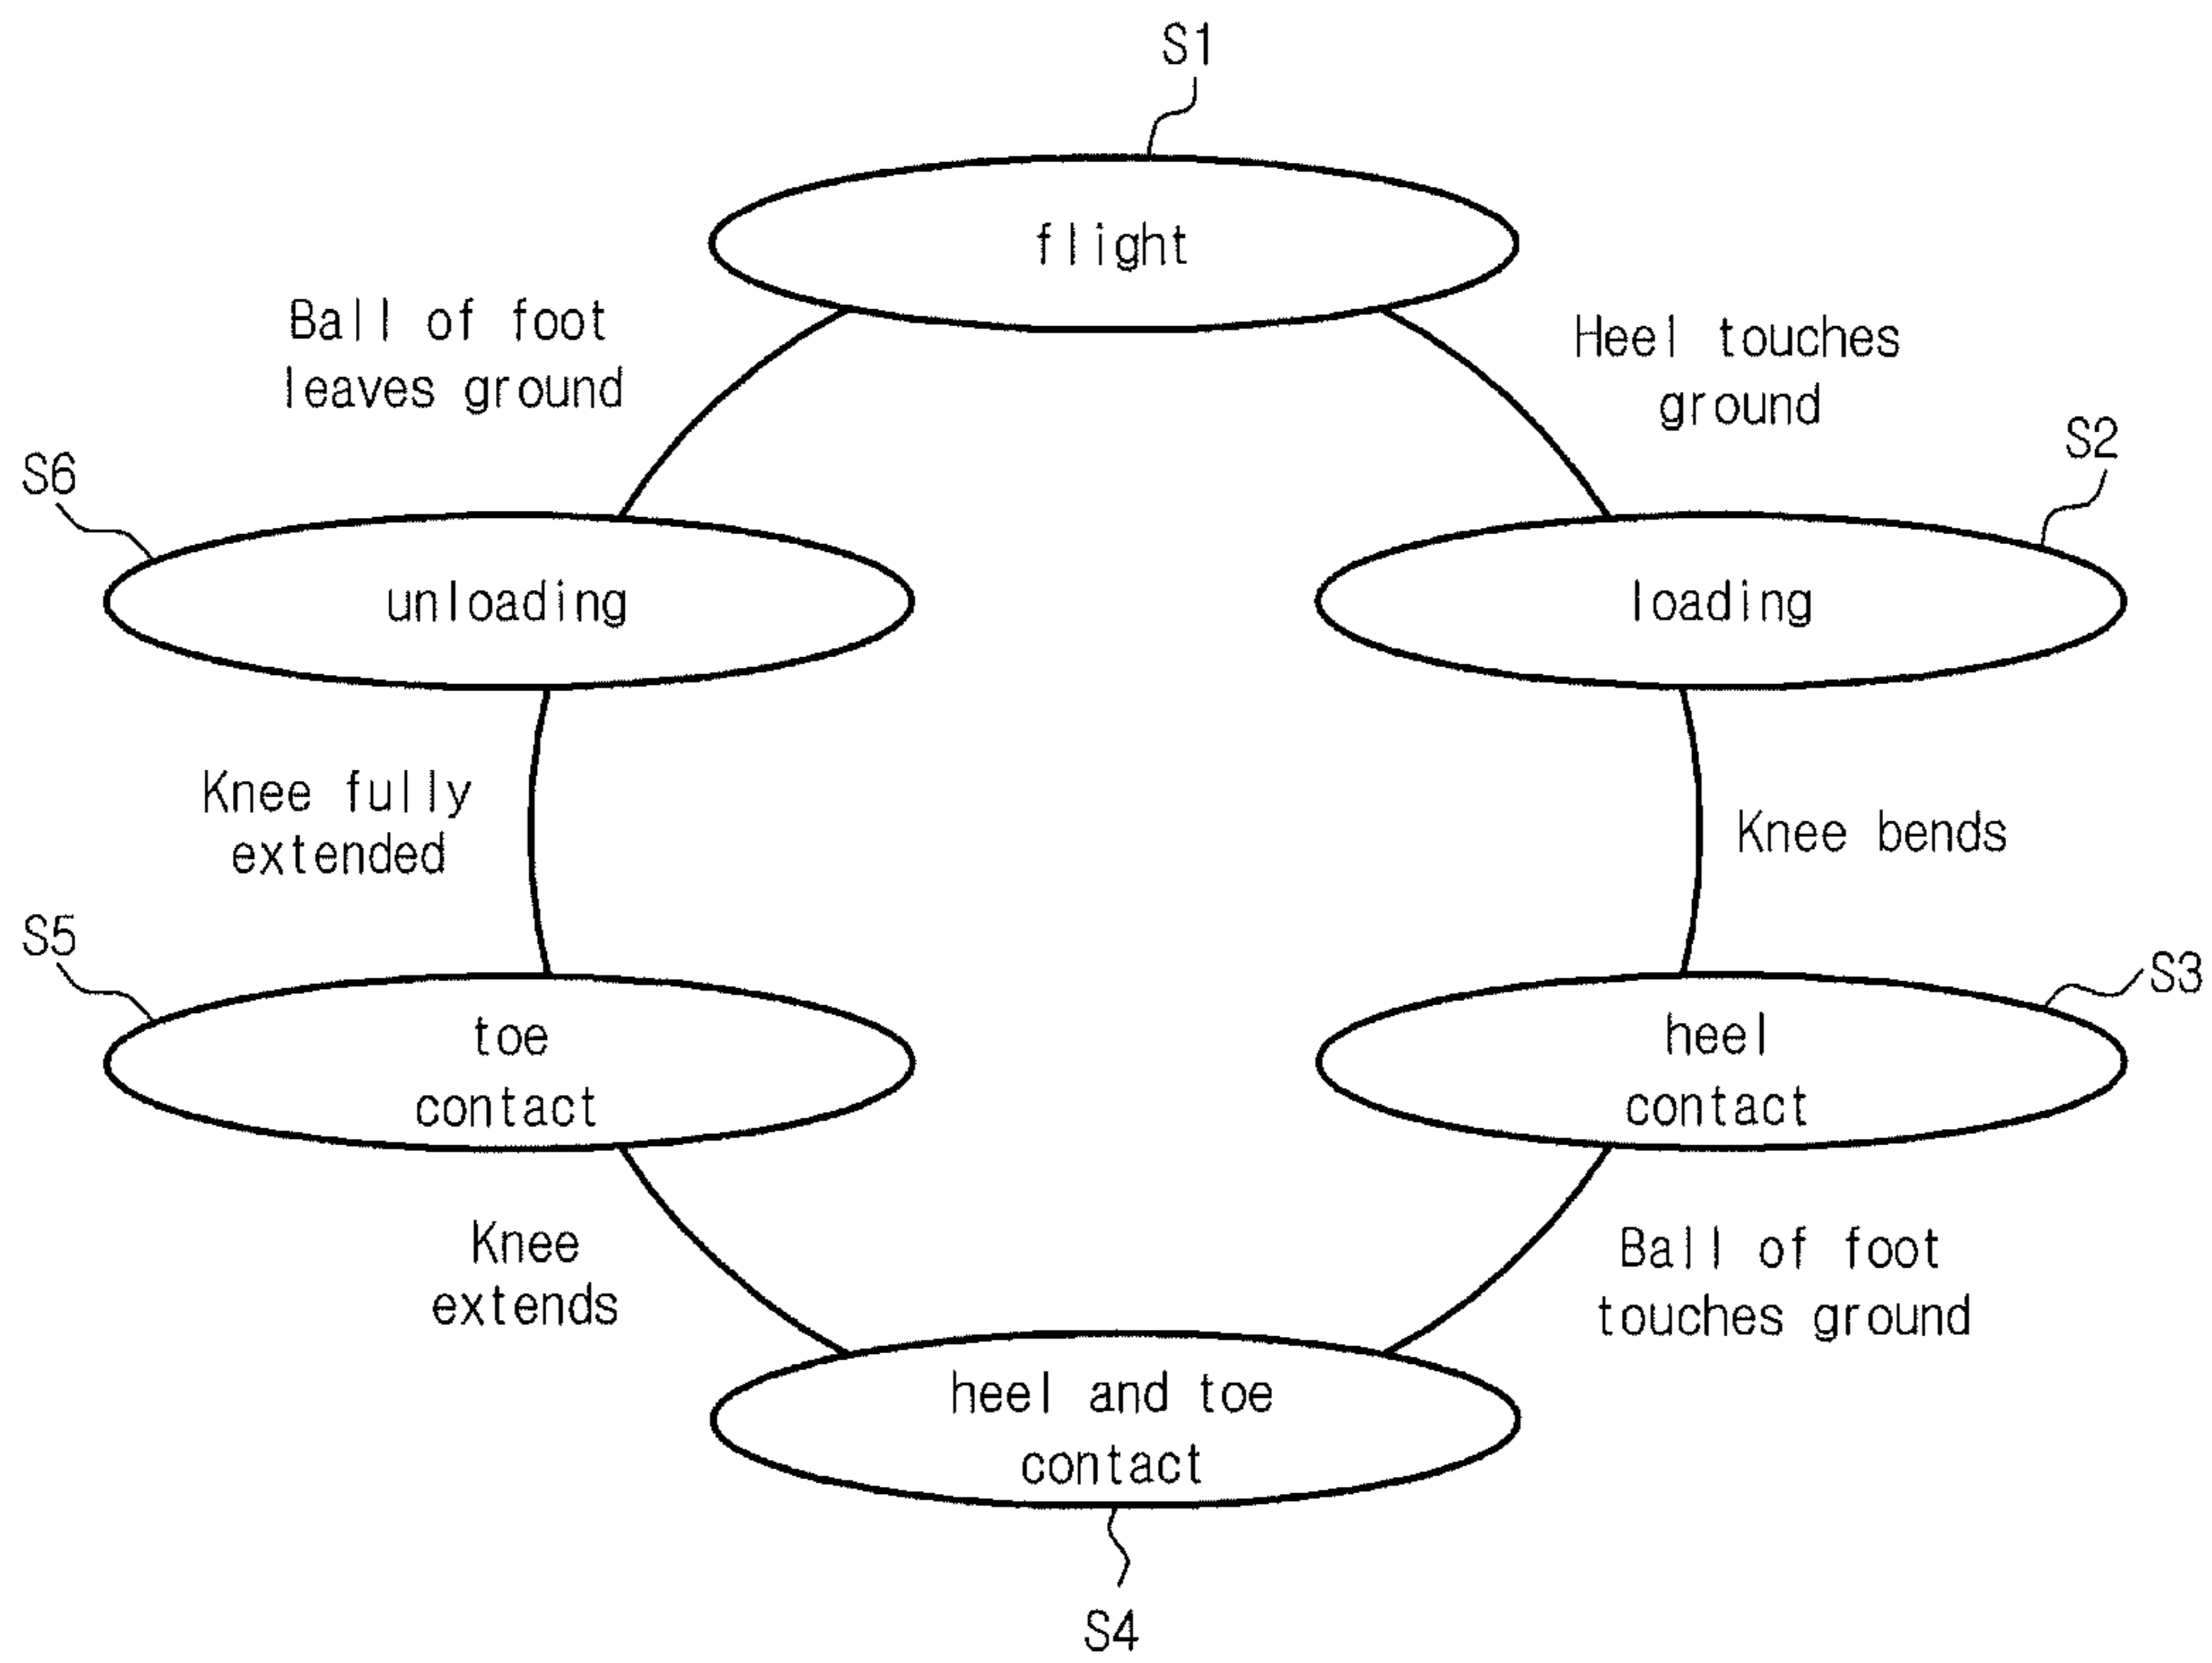 S1
flight
Ball of foot
leaves ground
Heel touches
ground
S6
S2
unloading
loading
Knee fully
extended
Knee bends
S5
S3
toe
contact
heel
contact
Knee
extends
Ball of foot
touches ground
heel and toe
contact
S4